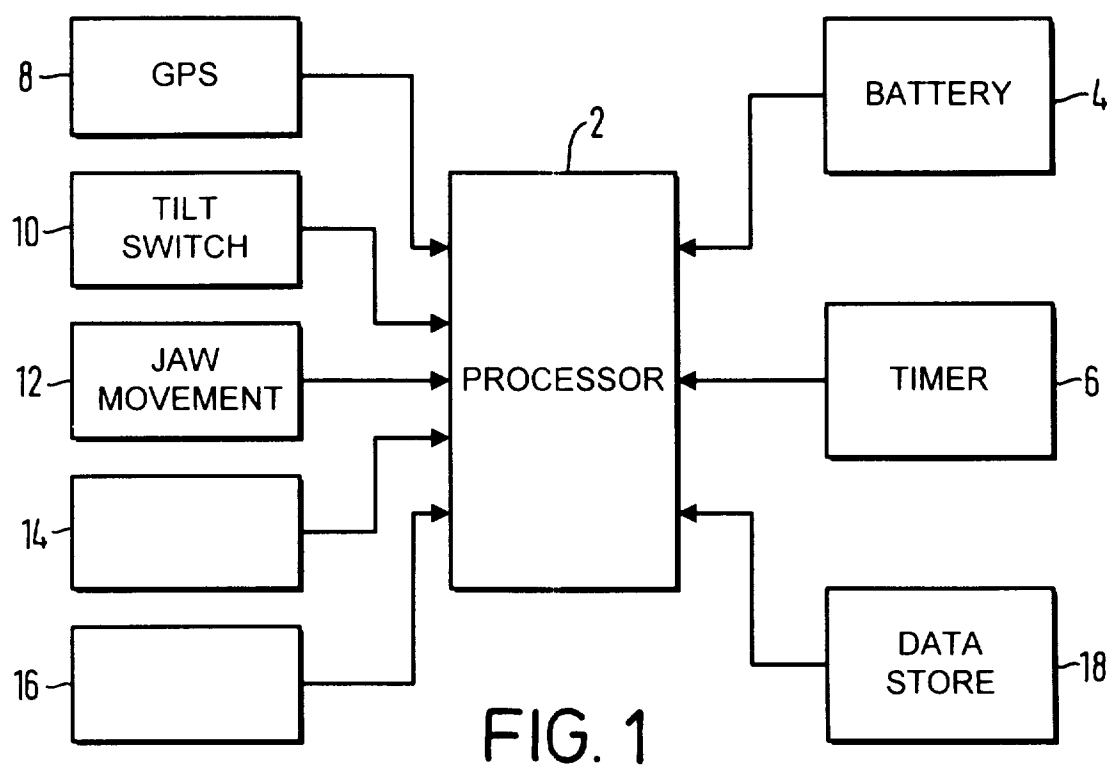 8
GPS
BATTERY
4
2
10
TILT
SWITCH
12
JAW
MOVEMENT
PROCESSOR
TIMER
6
14
16
DATA
STORE
18
FIG. 1